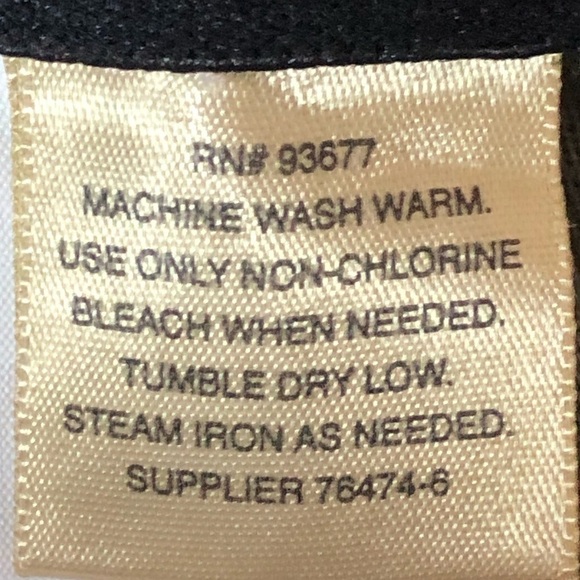 RN# 93677
MACHINE WASH WARM.
USE ONLY NON-CHLORINE
BLEACH WHEN NEEDED.
TUMBLE DRY LOW.
STEAM IRON AS NEEDED.
SUPPLIER 76474-6